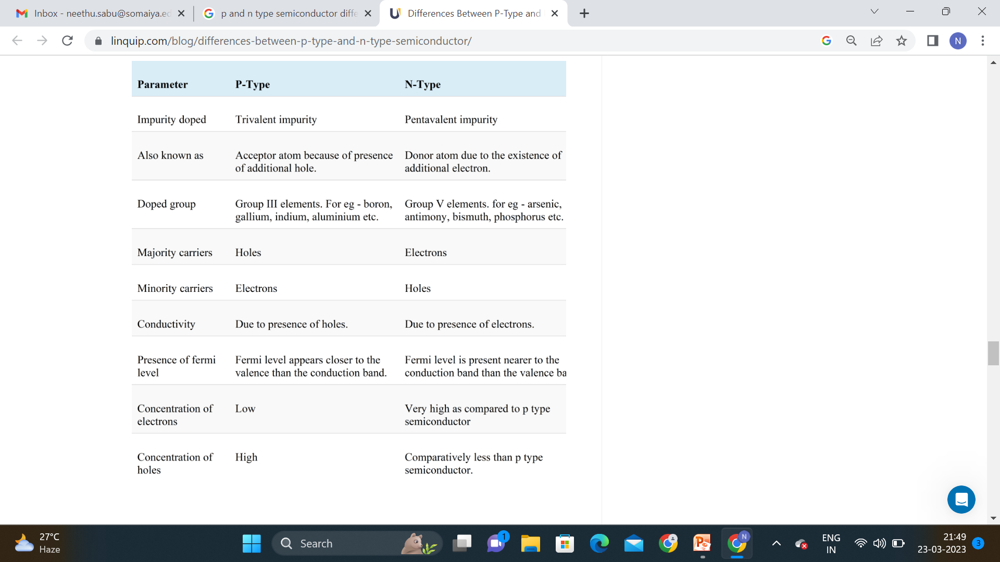 Inbox - neethu.sabu@somaiya.ed
p and n type semiconductor diffe
Differences Between P-Type and
linquip.com/blog/differences-between-p-type-and-n-type-semiconductor/
N
Parameter P-Type N-Type
Impurity doped Trivalent impurity Pentavalent impurity
Also known as Acceptor atom because of presence Donor atom due to the existence of
of additional hole. additional electron.
Doped group Group III elements. For eg - boron, Group V elements. for eg - arsenic,
gallium, indium, aluminium etc. antimony, bismuth, phosphorus etc.
Majority carriers Holes Electrons
Minority carriers Electrons Holes
Conductivity Due to presence of holes. Due to presence of electrons.
Presence of fermi Fermi level appears closer to the Fermi level is present nearer to the
level valence than the conduction band. conduction band than the valence ba
Concentration of Low Very high as compared to p type
electrons semiconductor
Concentration of High Comparatively less than p type
holes semiconductor.
27°C
Haze
Search
1
N
ENG
IN
21:49
23-03-2023
3